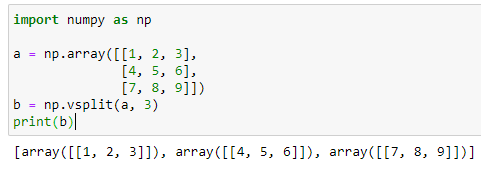 import numpy as np
a = np.array([[1, 2, 3],
[4, 5, 6],
[7, 8, 9]])
b = np.vsplit(a, 3)
print(b)
[array([[1, 2, 3]]), array([[4, 5, 6]]), array([[7, 8, 9]])]